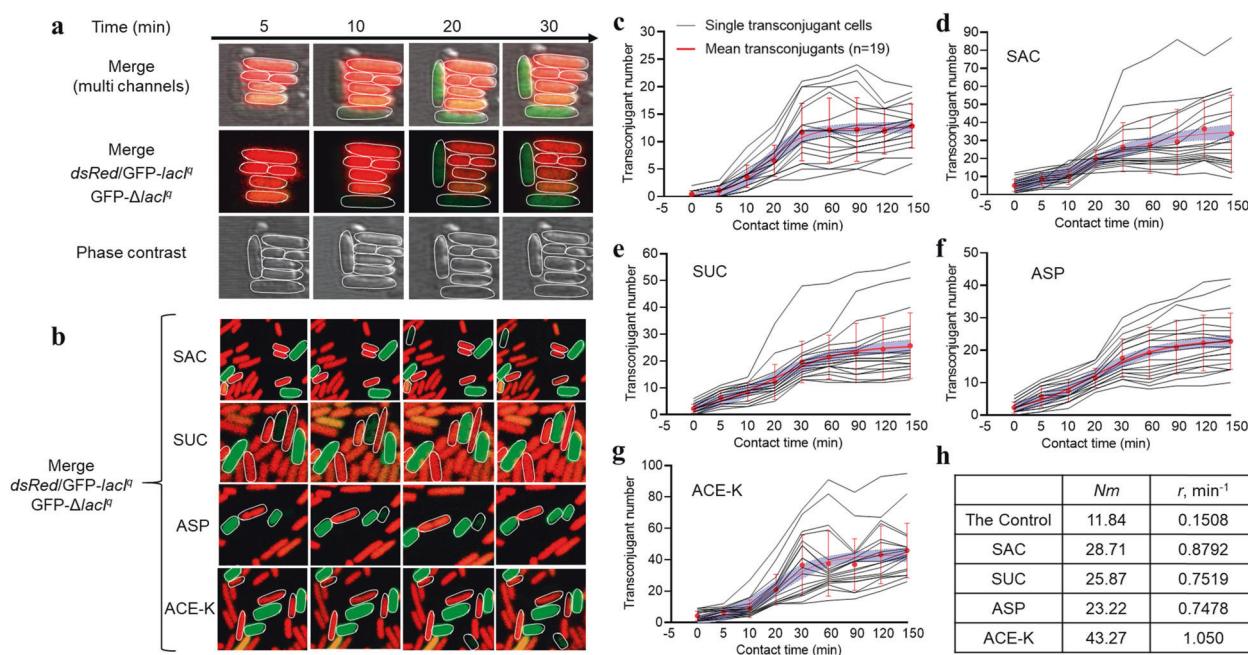 a
Time (min)
5
10
20
30
Merge
(multi channels)
Merge
dsRed/GFP-lacIq
GFP-ΔlacIq
Phase contrast
b
Merge
dsRed/GFP-lacIq
GFP-ΔlacIq
SAC
SUC
ASP
ACE-K
c
Single transconjugant cells
Mean transconjugants (n=19)
Transconjugant number
30
25
20
15
10
5
0
-5 0 5 10 20 30 60 90 120 150
Contact time (min)
d
SAC
Transconjugant number
90
80
70
60
50
40
30
20
10
0
-5 0 5 10 20 30 60 90 120 150
Contact time (min)
e
SUC
Transconjugant number
60
50
40
30
20
10
0
-5 0 5 10 20 30 60 90 120 150
Contact time (min)
f
ASP
Transconjugant number
50
40
30
20
10
0
-5 0 5 10 20 30 60 90 120 150
Contact time (min)
g
ACE-K
Transconjugant number
100
80
60
40
20
0
-5 0 5 10 20 30 60 90 120 150
Contact time (min)
h
Nm r, min-1
The Control 11.84 0.1508
SAC 28.71 0.8792
SUC 25.87 0.7519
ASP 23.22 0.7478
ACE-K 43.27 1.050